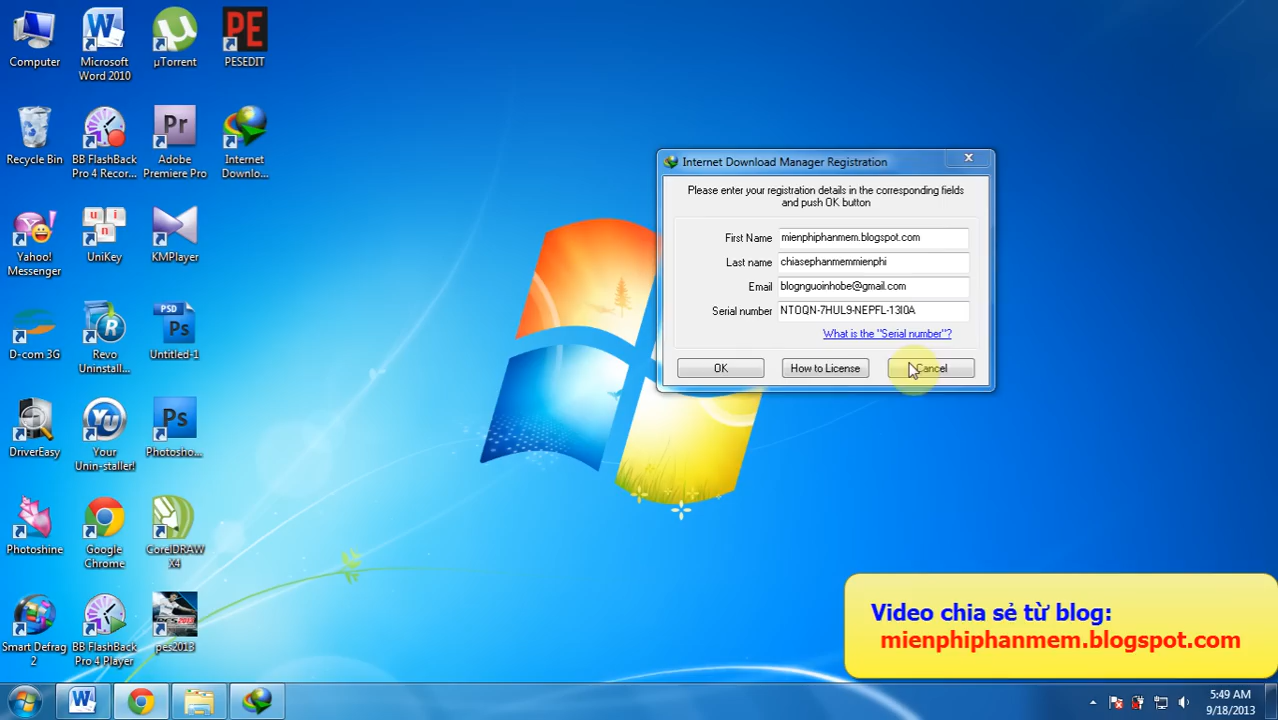 Computer
Microsoft
Word 2010
µTorrent
PESEDIT
PE
Recycle Bin
BB FlashBack
Pro 4 Recor...
Pr
Adobe
Premiere Pro
Internet
Downlo...
Yahoo!
Messenger
UniKey
KMPlayer
D-com 3G
Revo
Uninstall...
PSD
Ps
Untitled-1
DriverEasy
Your
Unin-staller!
Ps
Photosho...
Photoshine
Google
Chrome
CorelDRAW
X4
Smart Defrag
2
BB FlashBack
Pro 4 Player
pes2013
Internet Download Manager Registration
Please enter your registration details in the corresponding fields
and push OK button
First Name mienphiphanmem.blogspot.com
Last name chiasephanmemmienphi
Email blognguoinhobe@gmail.com
Serial number NTOQN-7HUL9-NEPFL-13I0A
What is the "Serial number"?
OK How to License Cancel
Video chia sẻ từ blog:
mienphiphanmem.blogspot.com
5:49 AM
9/18/2013